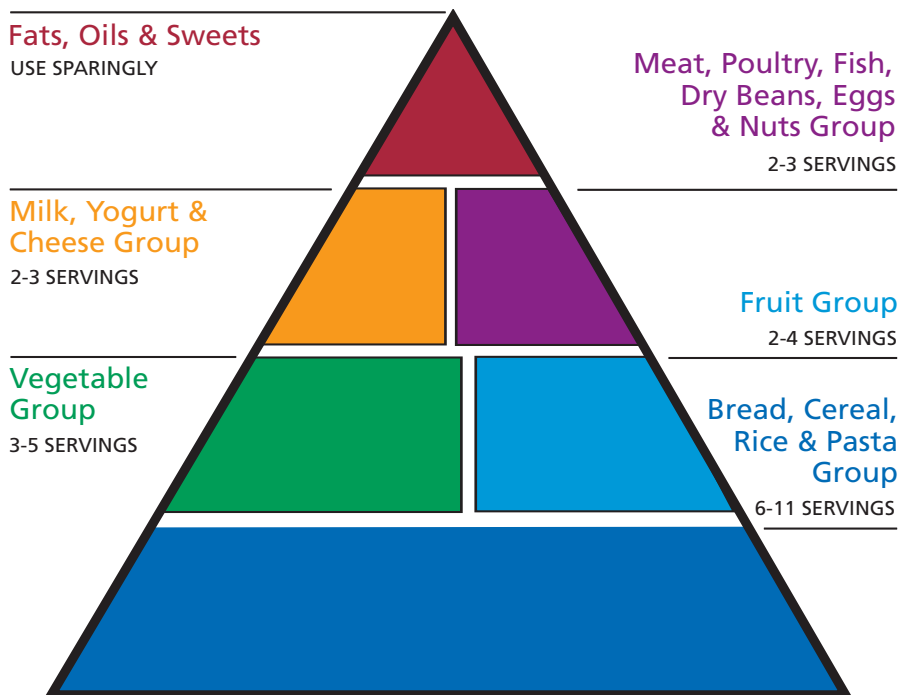 Fats, Oils & Sweets
USE SPARINGLY
Meat, Poultry, Fish,
Dry Beans, Eggs
& Nuts Group
2-3 SERVINGS
Milk, Yogurt &
Cheese Group
2-3 SERVINGS
Fruit Group
2-4 SERVINGS
Vegetable
Group
3-5 SERVINGS
Bread, Cereal,
Rice & Pasta
Group
6-11 SERVINGS